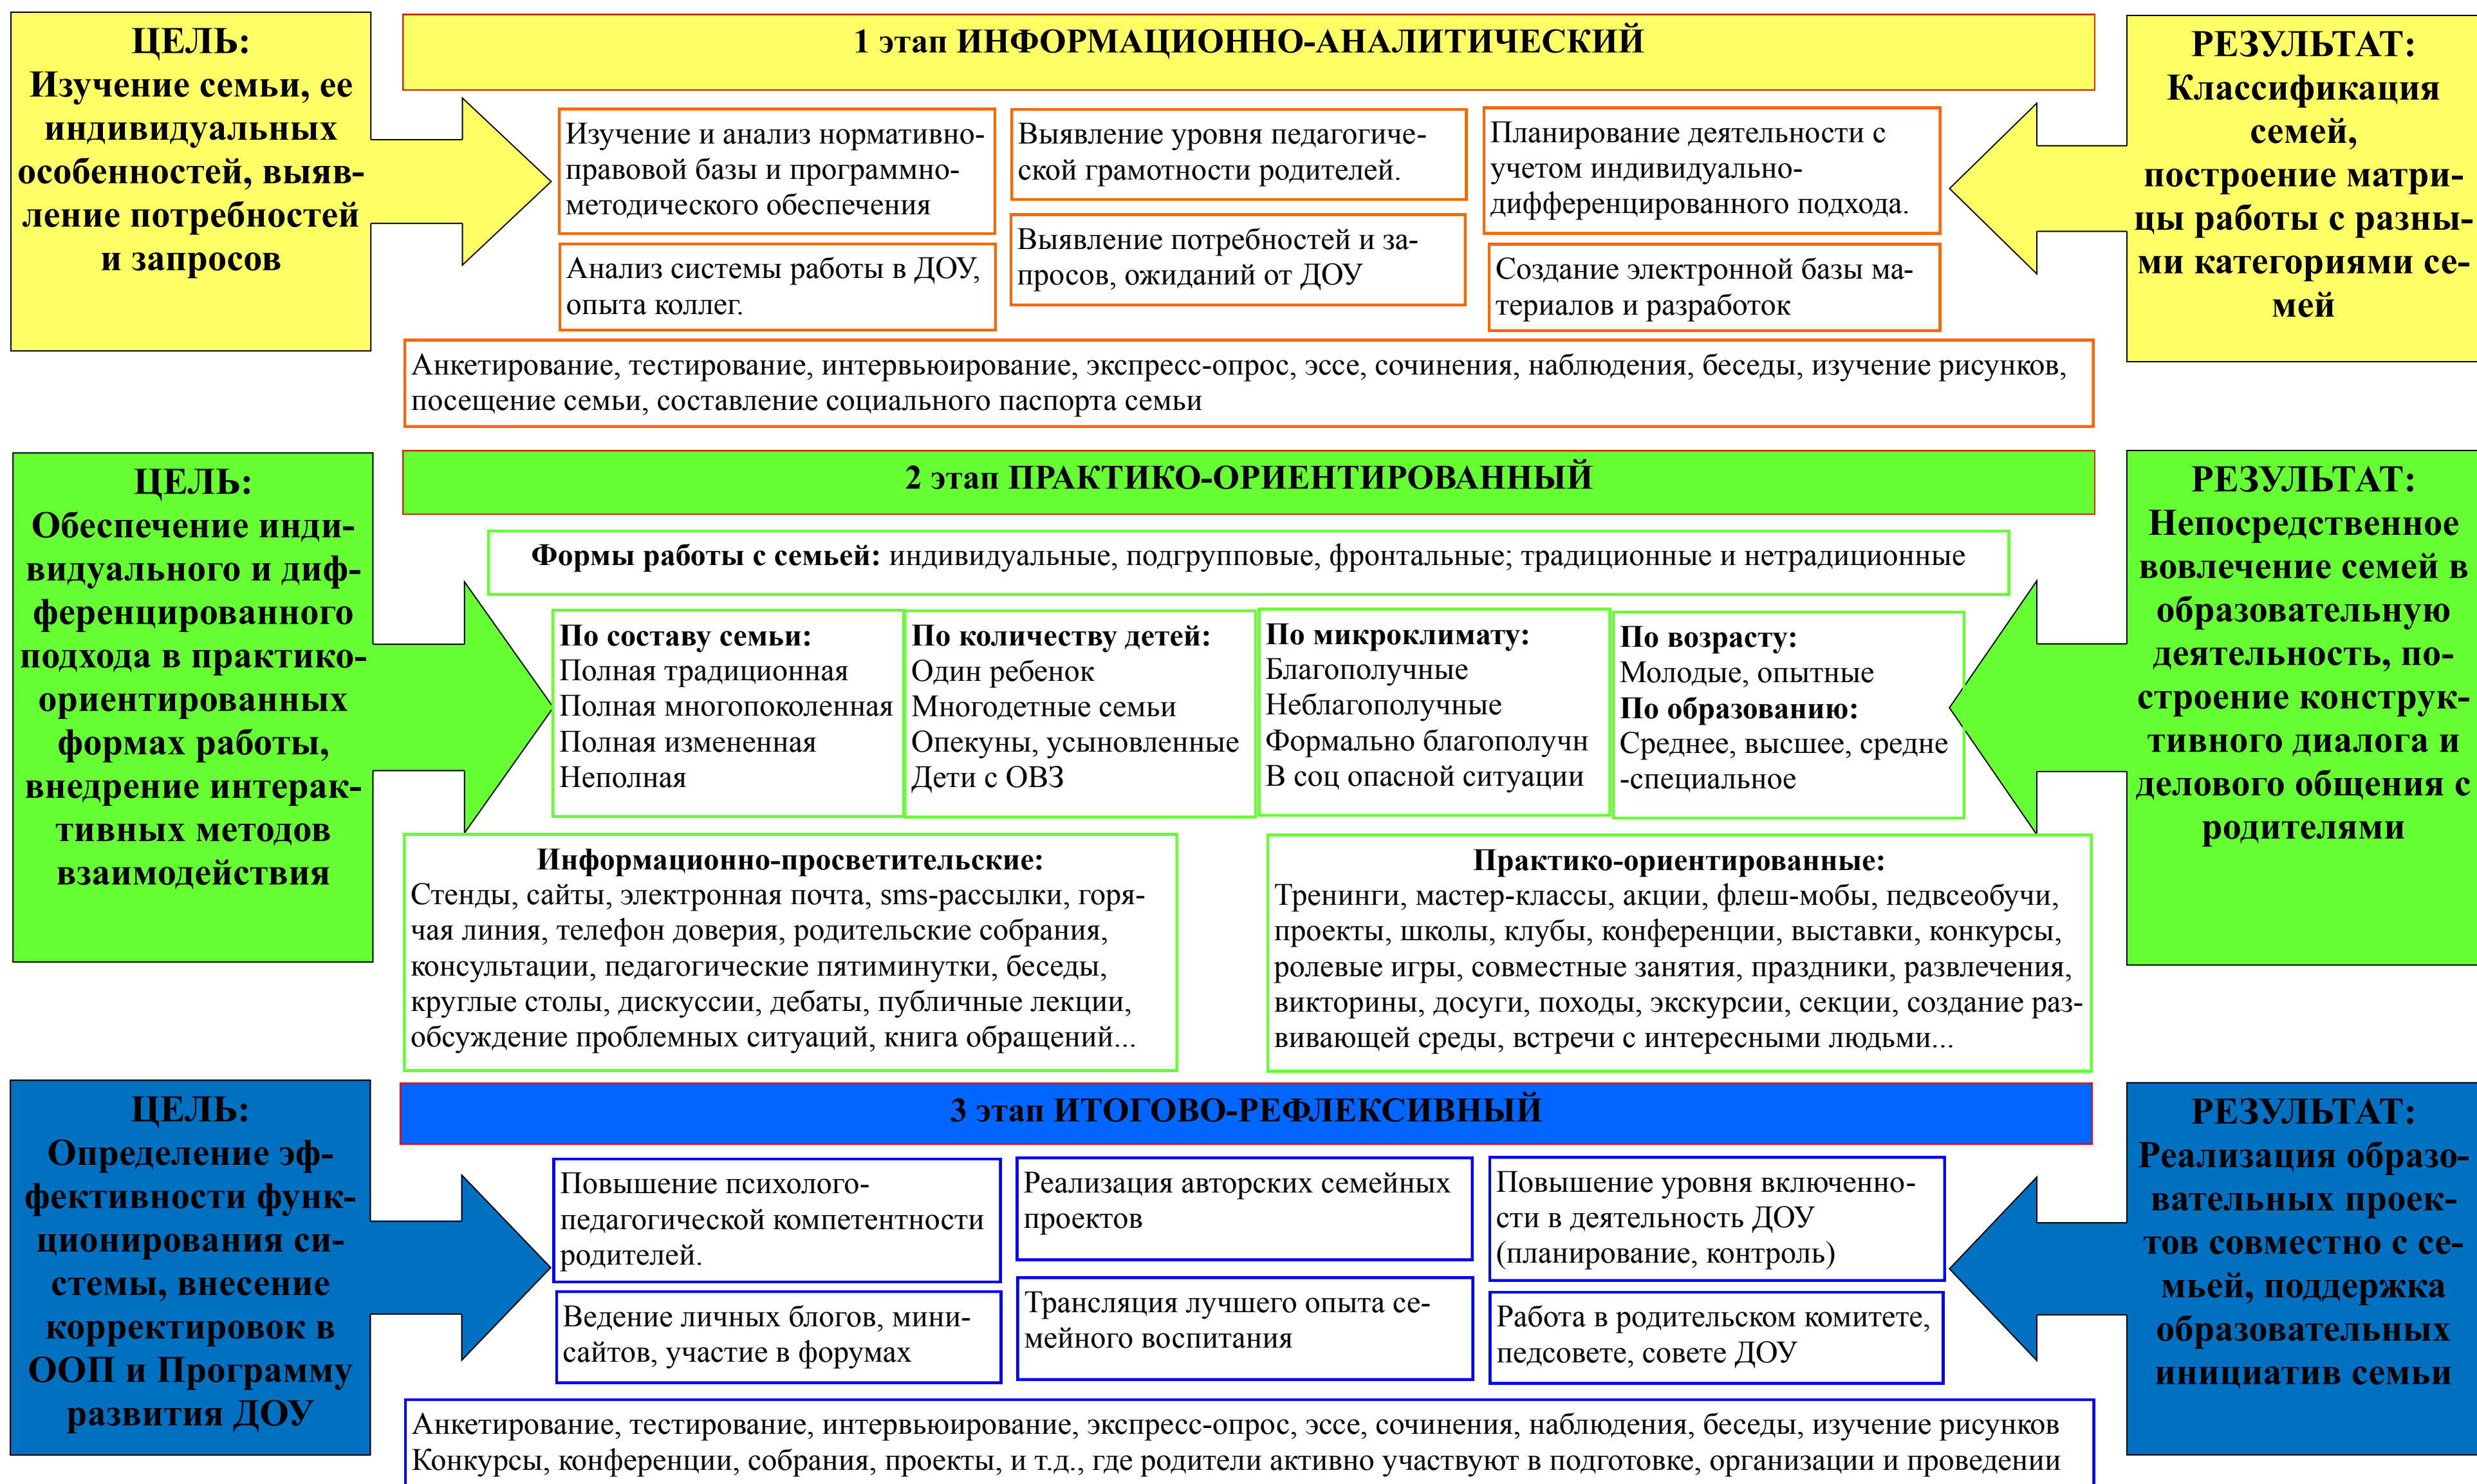 ЦЕЛЬ:
Изучение семьи, ее
индивидуальных
особенностей, выяв-
ление потребностей
и запросов
1 этап ИНФОРМАЦИОННО-АНАЛИТИЧЕСКИЙ
Изучение и анализ нормативно-
правовой базы и программно-
методического обеспечения
Анализ системы работы в ДОУ,
опыта коллег.
Выявление уровня педагогиче-
ской грамотности родителей.
Выявление потребностей и за-
просов, ожиданий от ДОУ
Планирование деятельности с
учетом индивидуально-
дифференцированного подхода.
Создание электронной базы ма-
териалов и разработок
РЕЗУЛЬТАТ:
Классификация
семей,
построение матри-
цы работы с разны-
ми категориями се-
мей
Анкетирование, тестирование, интервьюирование, экспресс-опрос, эссе, сочинения, наблюдения, беседы, изучение рисунков,
посещение семьи, составление социального паспорта семьи
ЦЕЛЬ:
Обеспечение инди-
видуального и диф-
ференцированного
подхода в практико-
ориентированных
формах работы,
внедрение интерак-
тивных методов
взаимодействия
2 этап ПРАКТИКО-ОРИЕНТИРОВАННЫЙ
Формы работы с семьей: индивидуальные, подгрупповые, фронтальные; традиционные и нетрадиционные
По составу семьи:
Полная традиционная
Полная многопоколенная
Полная измененная
Неполная
По количеству детей:
Один ребенок
Многодетные семьи
Опекуны, усыновленные
Дети с ОВЗ
По микроклимату:
Благополучные
Неблагополучные
Формально благополучн
В соц опасной ситуации
По возрасту:
Молодые, опытные
По образованию:
Среднее, высшее, средне
-специальное
РЕЗУЛЬТАТ:
Непосредственное
вовлечение семей в
образовательную
деятельность, по-
строение конструк-
тивного диалога и
делового общения с
родителями
Информационно-просветительские:
Стенды, сайты, электронная почта, sms-рассылки, горя-
чая линия, телефон доверия, родительские собрания,
консультации, педагогические пятиминутки, беседы,
круглые столы, дискуссии, дебаты, публичные лекции,
обсуждение проблемных ситуаций, книга обращений...
Практико-ориентированные:
Тренинги, мастер-классы, акции, флеш-мобы, педвсеобучи,
проекты, школы, клубы, конференции, выставки, конкурсы,
ролевые игры, совместные занятия, праздники, развлечения,
викторины, досуги, походы, экскурсии, секции, создание раз-
вивающей среды, встречи с интересными людьми...
ЦЕЛЬ:
Определение эф-
фективности функ-
ционирования си-
стемы, внесение
корректировок в
ООП и Программу
развития ДОУ
3 этап ИТОГОВО-РЕФЛЕКСИВНЫЙ
Повышение психолого-
педагогической компетентности
родителей.
Ведение личных блогов, мини-
сайтов, участие в форумах
Реализация авторских семейных
проектов
Трансляция лучшего опыта се-
мейного воспитания
Повышение уровня включенно-
сти в деятельность ДОУ
(планирование, контроль)
Работа в родительском комитете,
педсовете, совете ДОУ
РЕЗУЛЬТАТ:
Реализация образо-
вательных проек-
тов совместно с се-
мьей, поддержка
образовательных
инициатив семьи
Анкетирование, тестирование, интервьюирование, экспресс-опрос, эссе, сочинения, наблюдения, беседы, изучение рисунков
Конкурсы, конференции, собрания, проекты, и т.д., где родители активно участвуют в подготовке, организации и проведении